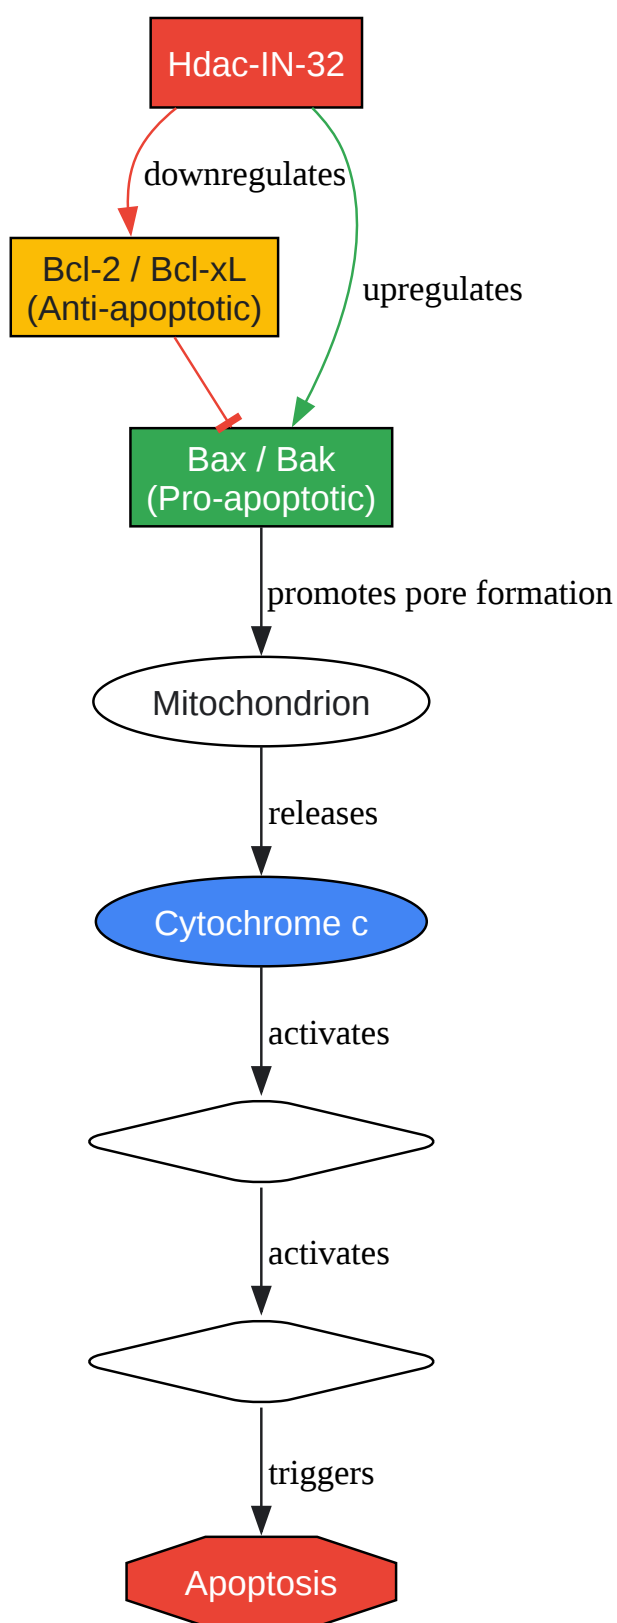 Hdac-IN-32
downregulates
Bcl-2 / Bcl-xL
(Anti-apoptotic)
upregulates
Bax / Bak
(Pro-apoptotic)
promotes pore formation
Mitochondrion
releases
Cytochrome c
activates
activates
triggers
Apoptosis